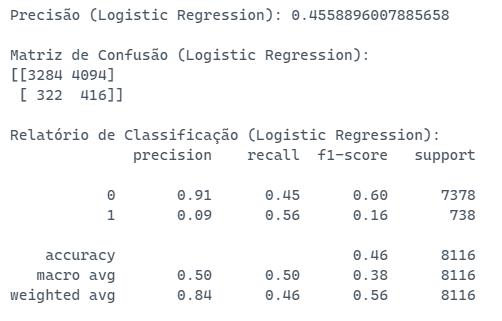 Precisão (Logistic Regression): 0.4558896007885658
Matriz de Confusão (Logistic Regression):
[[3284 4094]
 [ 322  416]]
Relatório de Classificação (Logistic Regression):
              precision    recall  f1-score   support
           0       0.91      0.45      0.60      7378
           1       0.09      0.56      0.16       738
    accuracy                           0.46      8116
   macro avg       0.50      0.50      0.38      8116
weighted avg       0.84      0.46      0.56      8116